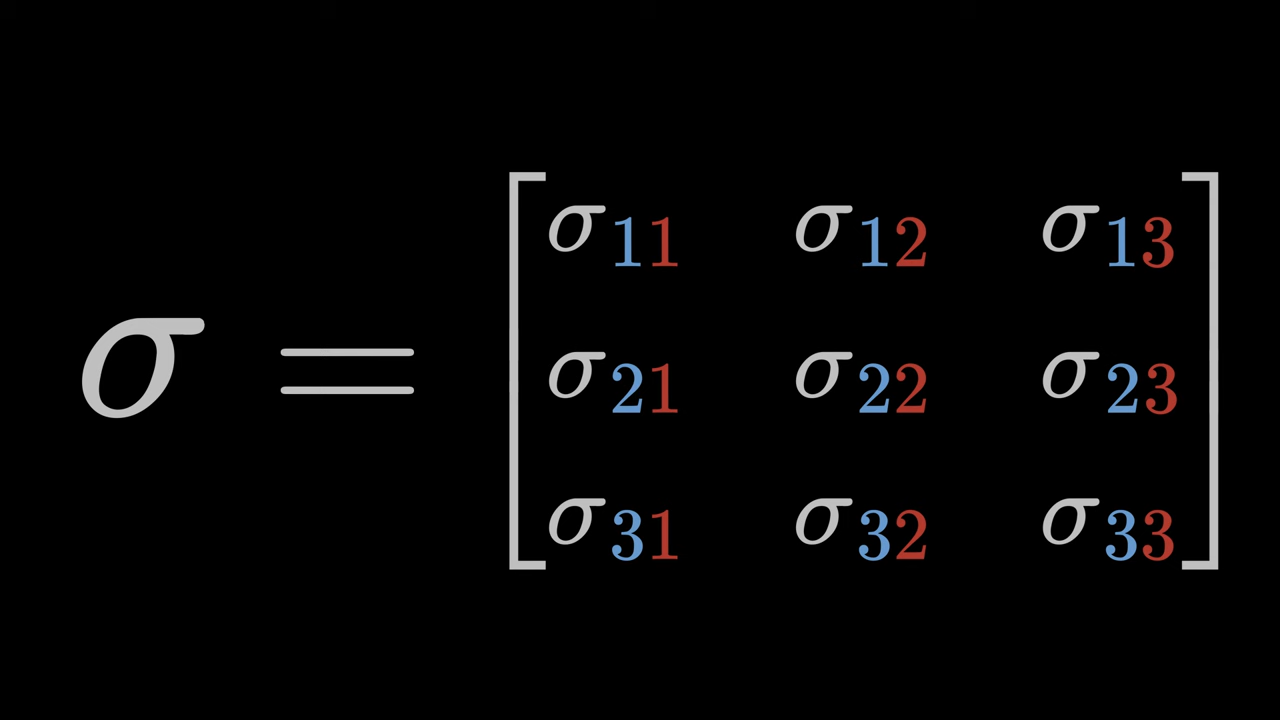 σ = [σ₁₁ σ₁₂ σ₁₃
σ₂₁ σ₂₂ σ₂₃
σ₃₁ σ₃₂ σ₃₃]